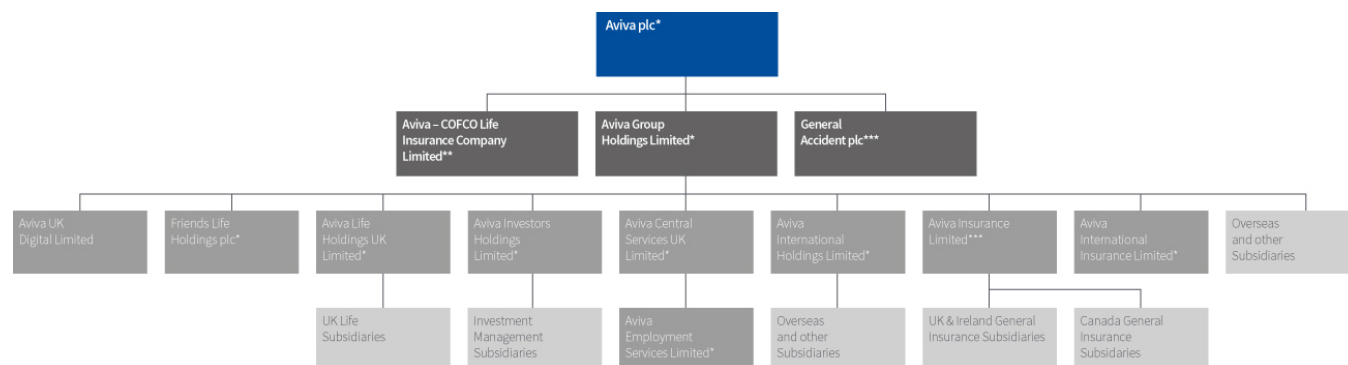 Aviva plc*
Aviva – COFCO Life
Insurance Company
Limited**
Aviva Group
Holdings Limited*
General
Accident plc***
Aviva UK
Digital Limited
Friends Life
Holdings plc*
Aviva Life
Holdings UK
Limited*
Aviva Investors
Holdings
Limited*
Aviva Central
Services UK
Limited*
Aviva
International
Holdings Limited*
Aviva Insurance
Limited***
Aviva
International
Insurance Limited*
Overseas
and other
Subsidiaries
UK Life
Subsidiaries
Investment
Management
Subsidiaries
Aviva
Employment
Services Limited*
Overseas
and other
Subsidiaries
UK & Ireland General
Insurance Subsidiaries
Canada General
Insurance
Subsidaries